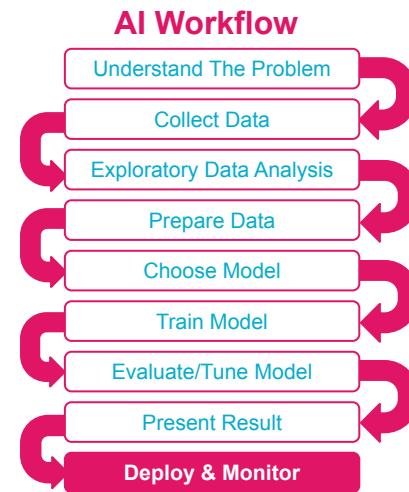 AI Workflow
Understand The Problem
Collect Data
Exploratory Data Analysis
Prepare Data
Choose Model
Train Model
Evaluate/Tune Model
Present Result
Deploy & Monitor